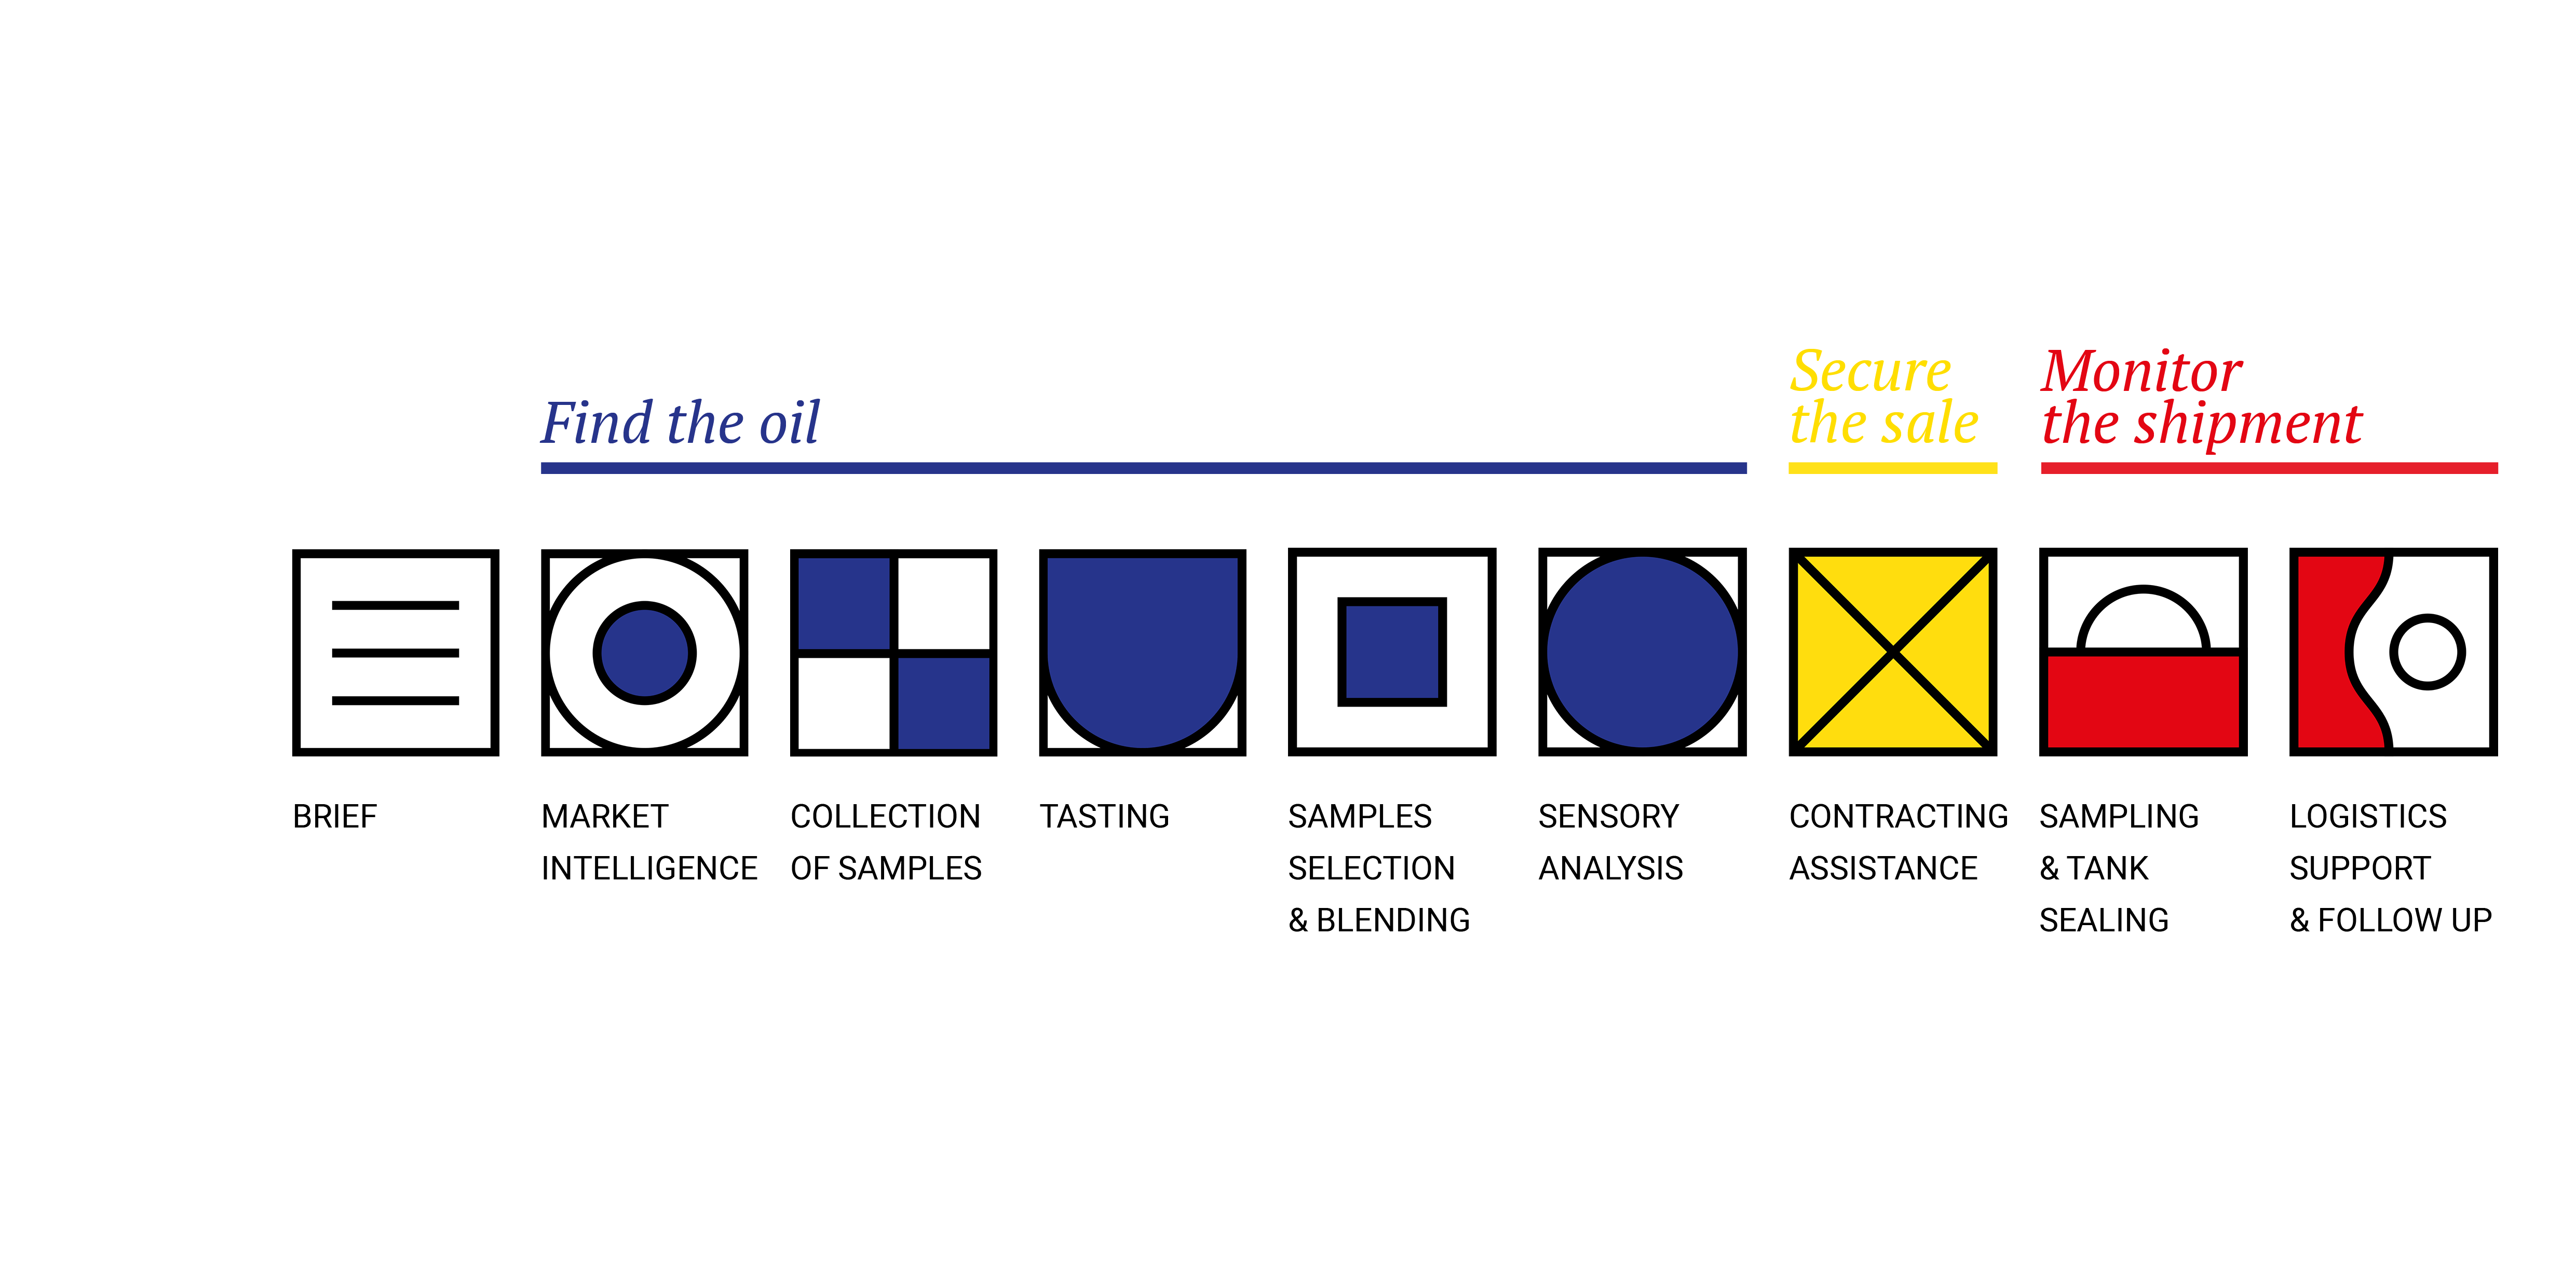 Find the oil
Secure
the sale
Monitor
the shipment
BRIEF
MARKET
INTELLIGENCE
COLLECTION
OF SAMPLES
TASTING
SAMPLES
SELECTION
& BLENDING
SENSORY
ANALYSIS
CONTRACTING
ASSISTANCE
SAMPLING
& TANK
SEALING
LOGISTICS
SUPPORT
& FOLLOW UP